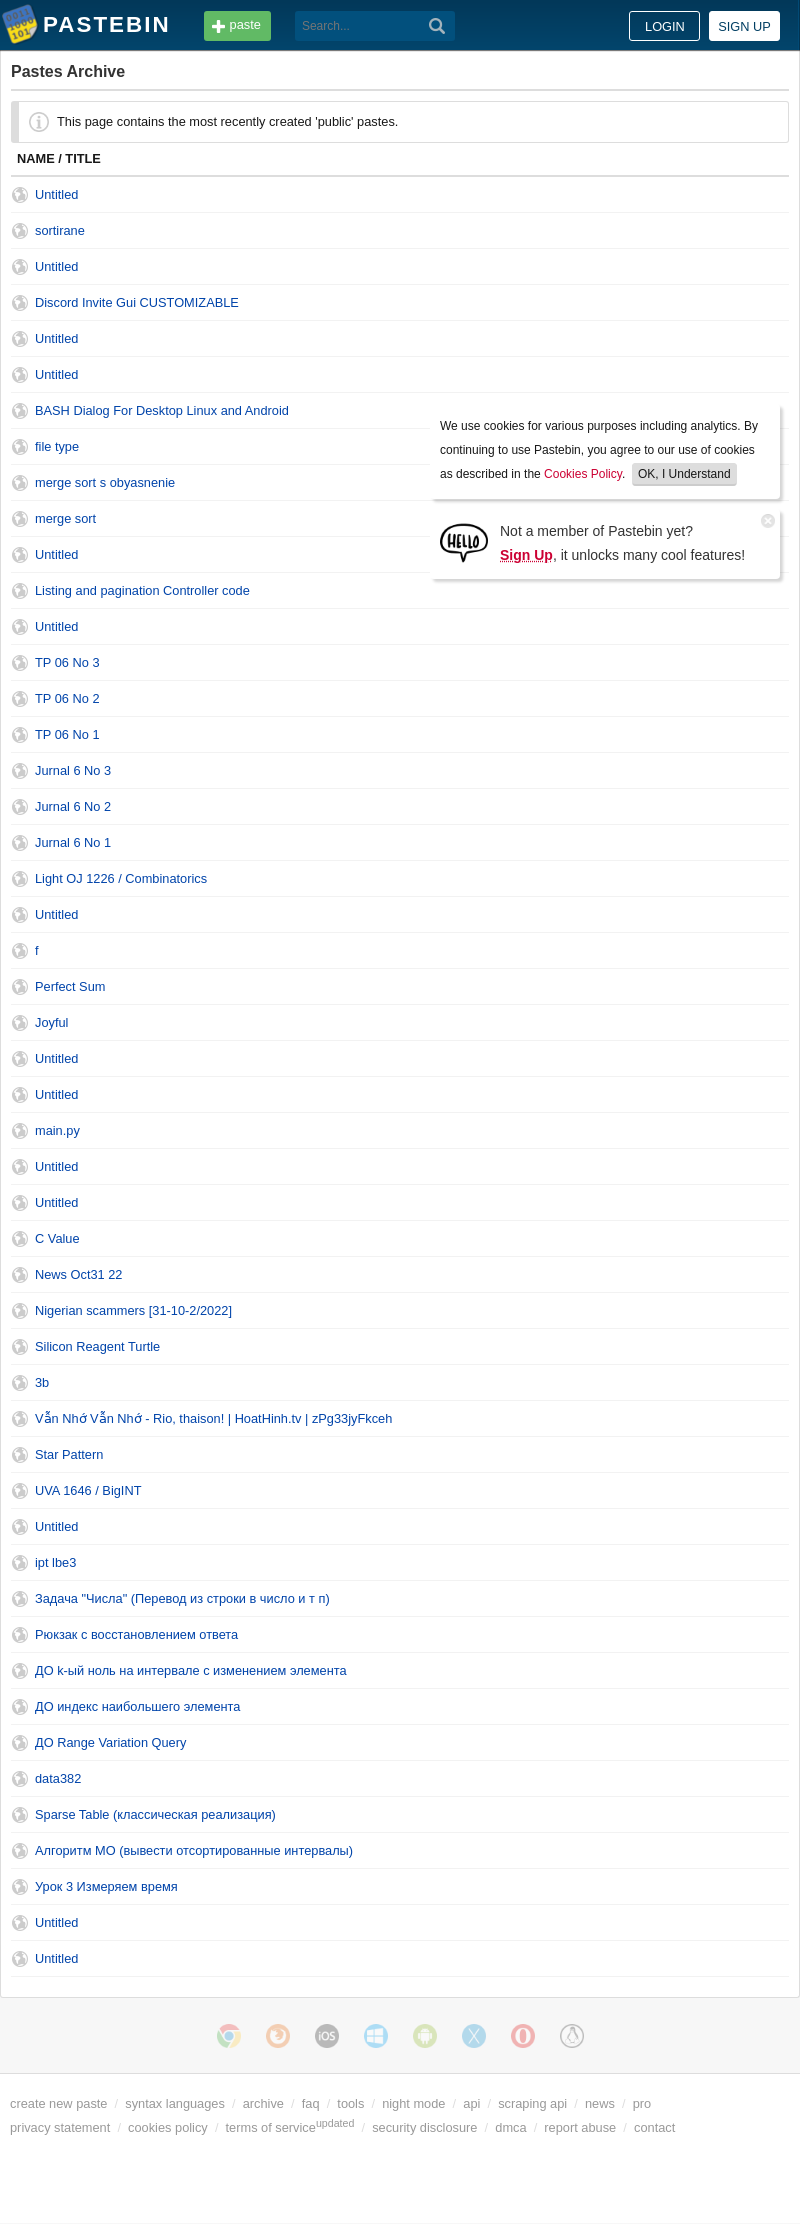 PASTEBIN
paste
Search...
LOGIN
SIGN UP
Pastes Archive
This page contains the most recently created 'public' pastes.
NAME / TITLE
Untitled
sortirane
Untitled
Discord Invite Gui CUSTOMIZABLE
Untitled
Untitled
BASH Dialog For Desktop Linux and Android
file type
merge sort s obyasnenie
merge sort
Untitled
We use cookies for various purposes including analytics. By
continuing to use Pastebin, you agree to our use of cookies
as described in the Cookies Policy. OK, I Understand
HELLO
Not a member of Pastebin yet?
Sign Up, it unlocks many cool features!
Listing and pagination Controller code
Untitled
TP 06 No 3
TP 06 No 2
TP 06 No 1
Jurnal 6 No 3
Jurnal 6 No 2
Jurnal 6 No 1
Light OJ 1226 / Combinatorics
Untitled
f
Perfect Sum
Joyful
Untitled
Untitled
main.py
Untitled
Untitled
C Value
News Oct31 22
Nigerian scammers [31-10-2/2022]
Silicon Reagent Turtle
3b
Vẫn Nhớ Vẫn Nhớ - Rio, thaison! | HoatHinh.tv | zPg33jyFkceh
Star Pattern
UVA 1646 / BigINT
Untitled
ipt lbe3
Задача "Числа" (Перевод из строки в число и т п)
Рюкзак с восстановлением ответа
ДО k-ый ноль на интервале с изменением элемента
ДО индекс наибольшего элемента
ДО Range Variation Query
data382
Sparse Table (классическая реализация)
Алгоритм МО (вывести отсортированные интервалы)
Урок 3 Измеряем время
Untitled
Untitled
iOS
create new paste / syntax languages / archive / faq / tools / night mode / api / scraping api / news / pro
privacy statement / cookies policy / terms of service updated / security disclosure / dmca / report abuse / contact